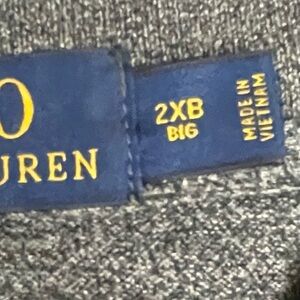 O
UREN
2XB
BIG
MADE IN
VIETNAM